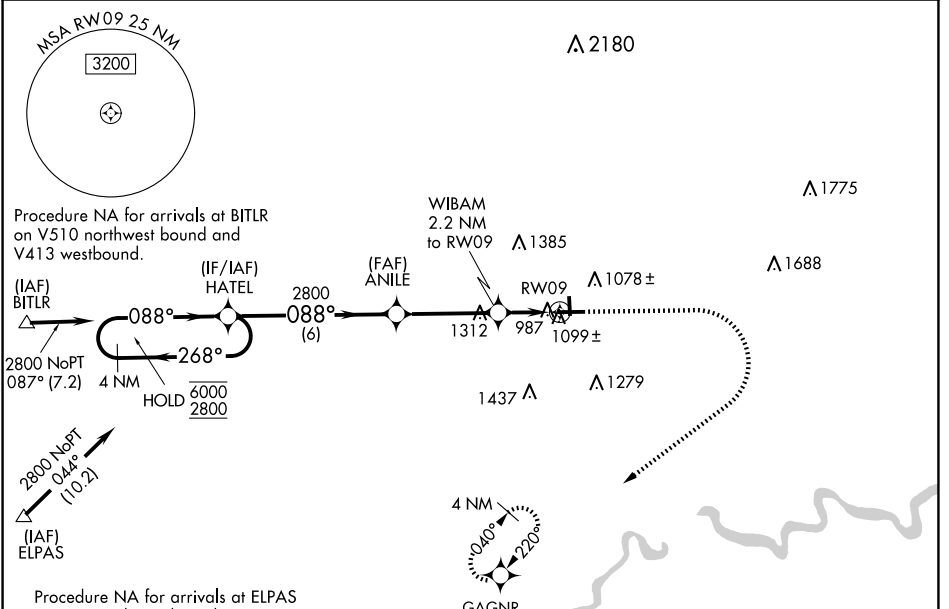 MSA RW09 25 NM
3200
2180
1775
Procedure NA for arrivals at BITLR
on V510 northwest bound and
V413 westbound.
WIBAM
2.2 NM
to RW09
1385
1688
(IAF)
BITLR
(IF/IAF)
HATEL
(FAF)
ANILE
RW09
1078 ±
088°
2800
088°
(6)
1312
987
1099 ±
268°
2800 NoPT
087° (7.2)
4 NM
HOLD
6000
2800
1437
1279
2800 NoPT
044°
(10.2)
(IAF)
ELPAS
4 NM
040°
220°
Procedure NA for arrivals at ELPAS